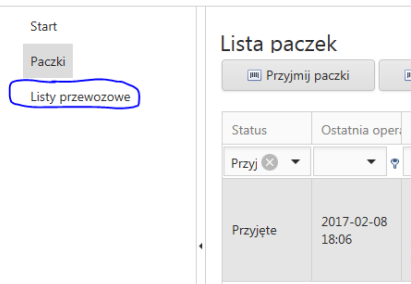 Start
Paczki
Listy przewozowe
Lista paczek
Przyjmij paczki
Status Ostatnia opera
Przyj
Przyjęte 2017-02-08
18:06